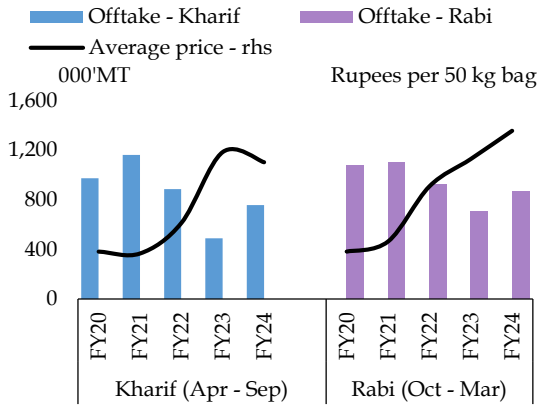 Offtake - Kharif Offtake - Rabi
Average price - rhs
000'MT Rupees per 50 kg bag
1,600
1,200
800
400
0
FY20 FY21 FY22 FY23 FY24 FY20 FY21 FY22 FY23 FY24
Kharif (Apr - Sep) Rabi (Oct - Mar)